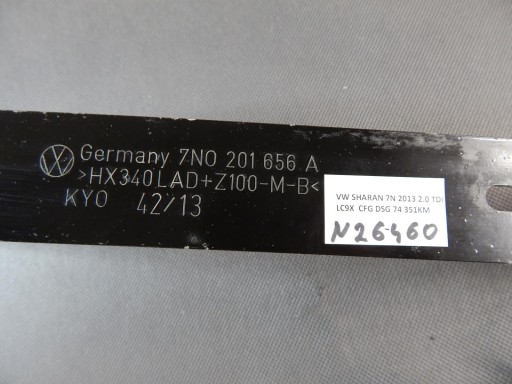 Germany 7N0 201 656 A
>HX340LAD+Z100-M-B<
KYO 42/13
VW SHARAN 7N 2013 2.0 TDI
LC9X CFG DSG 74 351KM
N26460